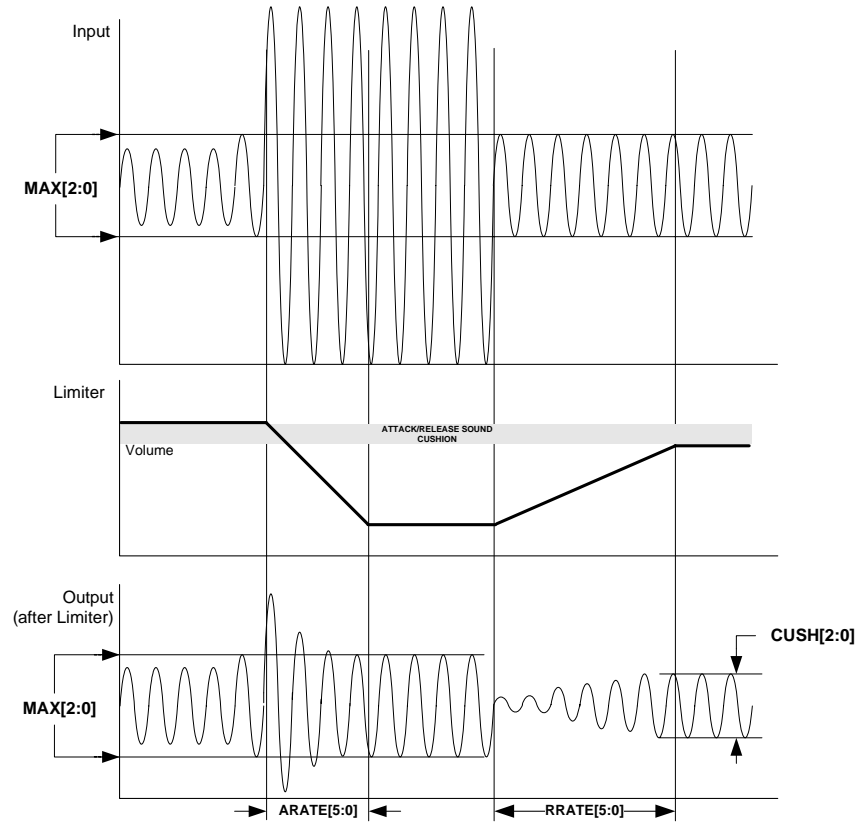 Input
MAX[2:0]
Limiter
ATTACK/RELEASE SOUND
CUSHION
Volume
Output
(after Limiter)
CUSH[2:0]
MAX[2:0]
ARATE[5:0]
RRATE[5:0]